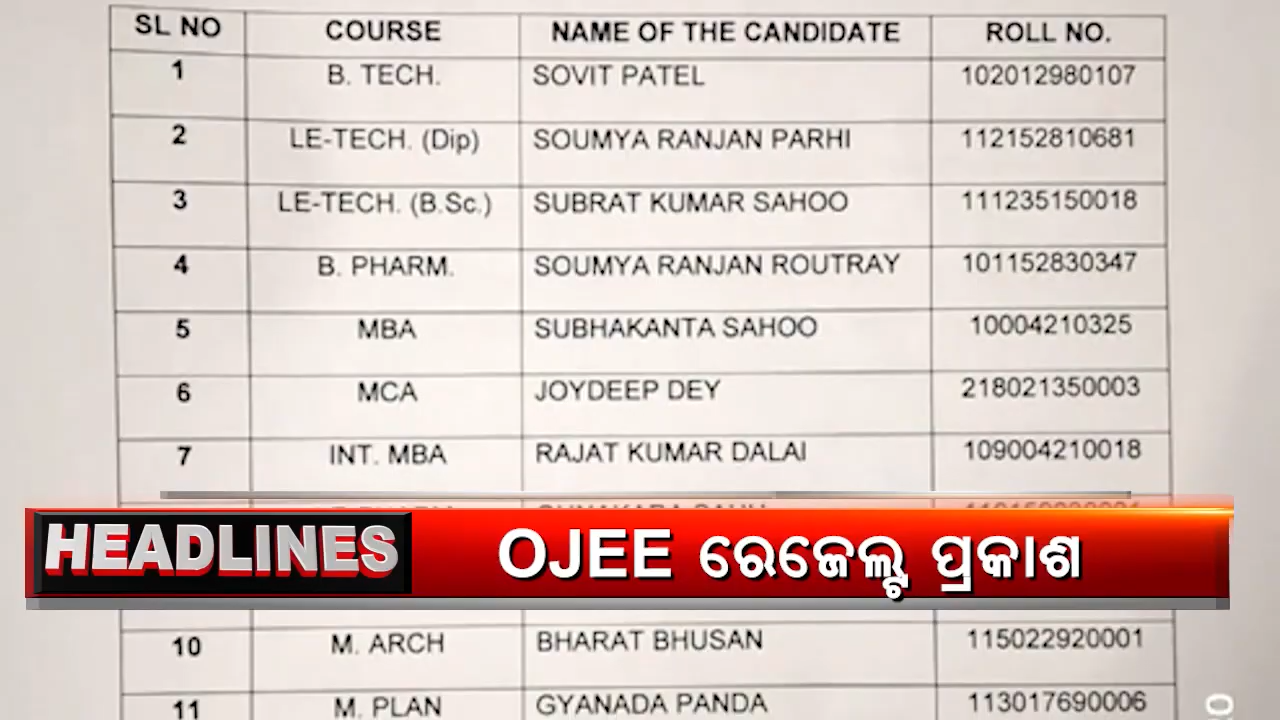 SL NO COURSE NAME OF THE CANDIDATE ROLL NO.
1 B. TECH. SOVIT PATEL 102012980107
2 LE-TECH. (Dip) SOUMYA RANJAN PARHI 112152810681
3 LE-TECH. (B.Sc.) SUBRAT KUMAR SAHOO 111235150018
4 B. PHARM. SOUMYA RANJAN ROUTRAY 101152830347
5 MBA SUBHAKANTA SAHOO 10004210325
6 MCA JOYDEEP DEY 218021350003
7 INT. MBA RAJAT KUMAR DALAI 109004210018
HEADLINES OJEE ରେଜେଲ୍ଟ ପ୍ରକାଶ
10 M. ARCH BHARAT BHUSAN 115022920001
11 M. PLAN GYANADA PANDA 113017690006